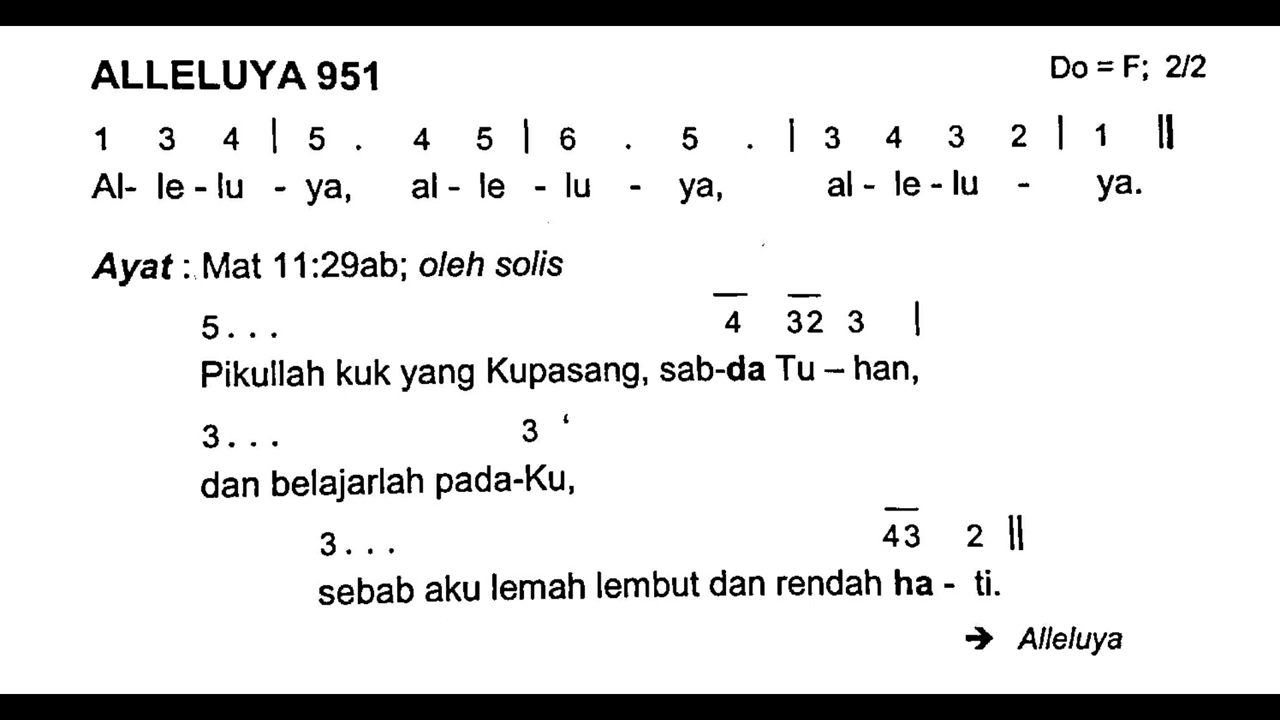 ALLELUYA 951 Do = F; 2/2
1 3 4 | 5 . 4 5 | 6 . 5 . | 3 4 3 2 | 1 ||
Al- le - lu - ya, al - le - lu - ya, al - le - lu - ya.
Ayat : Mat 11:29ab; oleh solis
5 . . . 4 32 3 |
Pikullah kuk yang Kupasang, sab-da Tu – han,
3 . . . 3 ‘
dan belajarlah pada-Ku,
3 . . . 43 2 ||
sebab aku lemah lembut dan rendah ha - ti.
➔ Alleluya